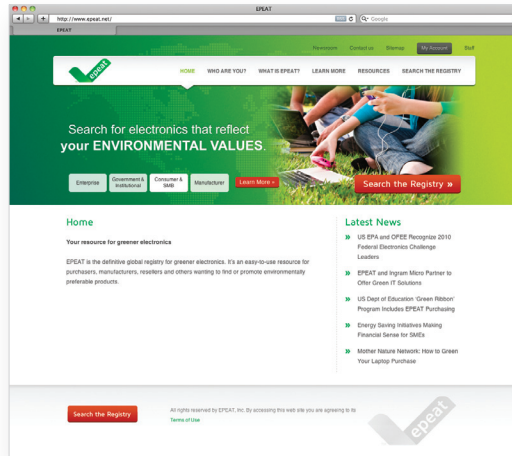 EPEAT
http://www.epeat.net/
Google
EPEAT
Newsroom Contact us Sitemap My Account Staff
epeat
HOME WHO ARE YOU? WHAT IS EPEAT? LEARN MORE RESOURCES SEARCH THE REGISTRY
Search for electronics that reflect
your ENVIRONMENTAL VALUES.
Enterprise
Government &
Institutional
Consumer &
SMB
Manufacturer
Learn More »
Search the Registry »
Home
Your resource for greener electronics
EPEAT is the definitive global registry for greener electronics. It's an easy-to-use resource for
purchasers, manufacturers, resellers and others wanting to find or promote environmentally
preferable products.
Latest News
» US EPA and OFEE Recognize 2010
Federal Electronics Challenge
Leaders
» EPEAT and Ingram Micro Partner to
Offer Green IT Solutions
» US Dept of Education 'Green Ribbon'
Program Includes EPEAT Purchasing
» Energy Saving Initiatives Making
Financial Sense for SMEs
» Mother Nature Network: How to Green
Your Laptop Purchase
Search the Registry
All rights reserved by EPEAT, Inc. By accessing this web site you are agreeing to its
Terms of Use
epeat